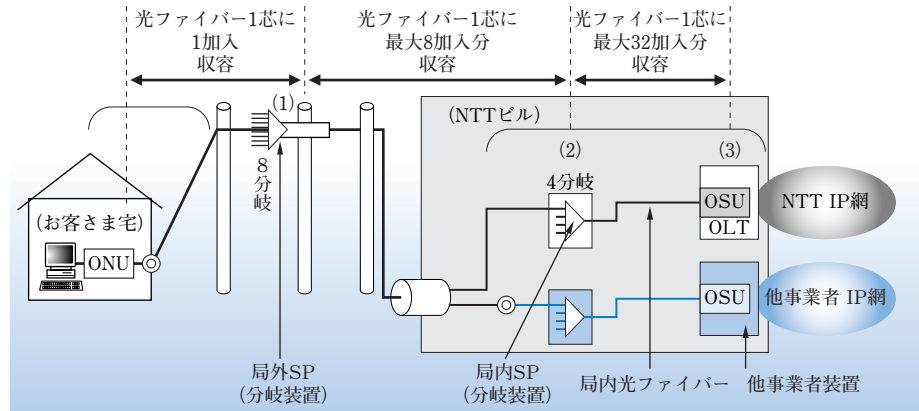 光ファイバー1芯に
1加入
収容
光ファイバー1芯に
最大8加入分
収容
光ファイバー1芯に
最大32加入分
収容
(1)
8分岐
(NTTビル)
(2)
(3)
4分岐
OSU
OLT
NTT IP網
(お客さま宅)
ONU
OSU
他事業者 IP網
局外SP
(分岐装置)
局内SP
(分岐装置)
局内光ファイバー
他事業者装置